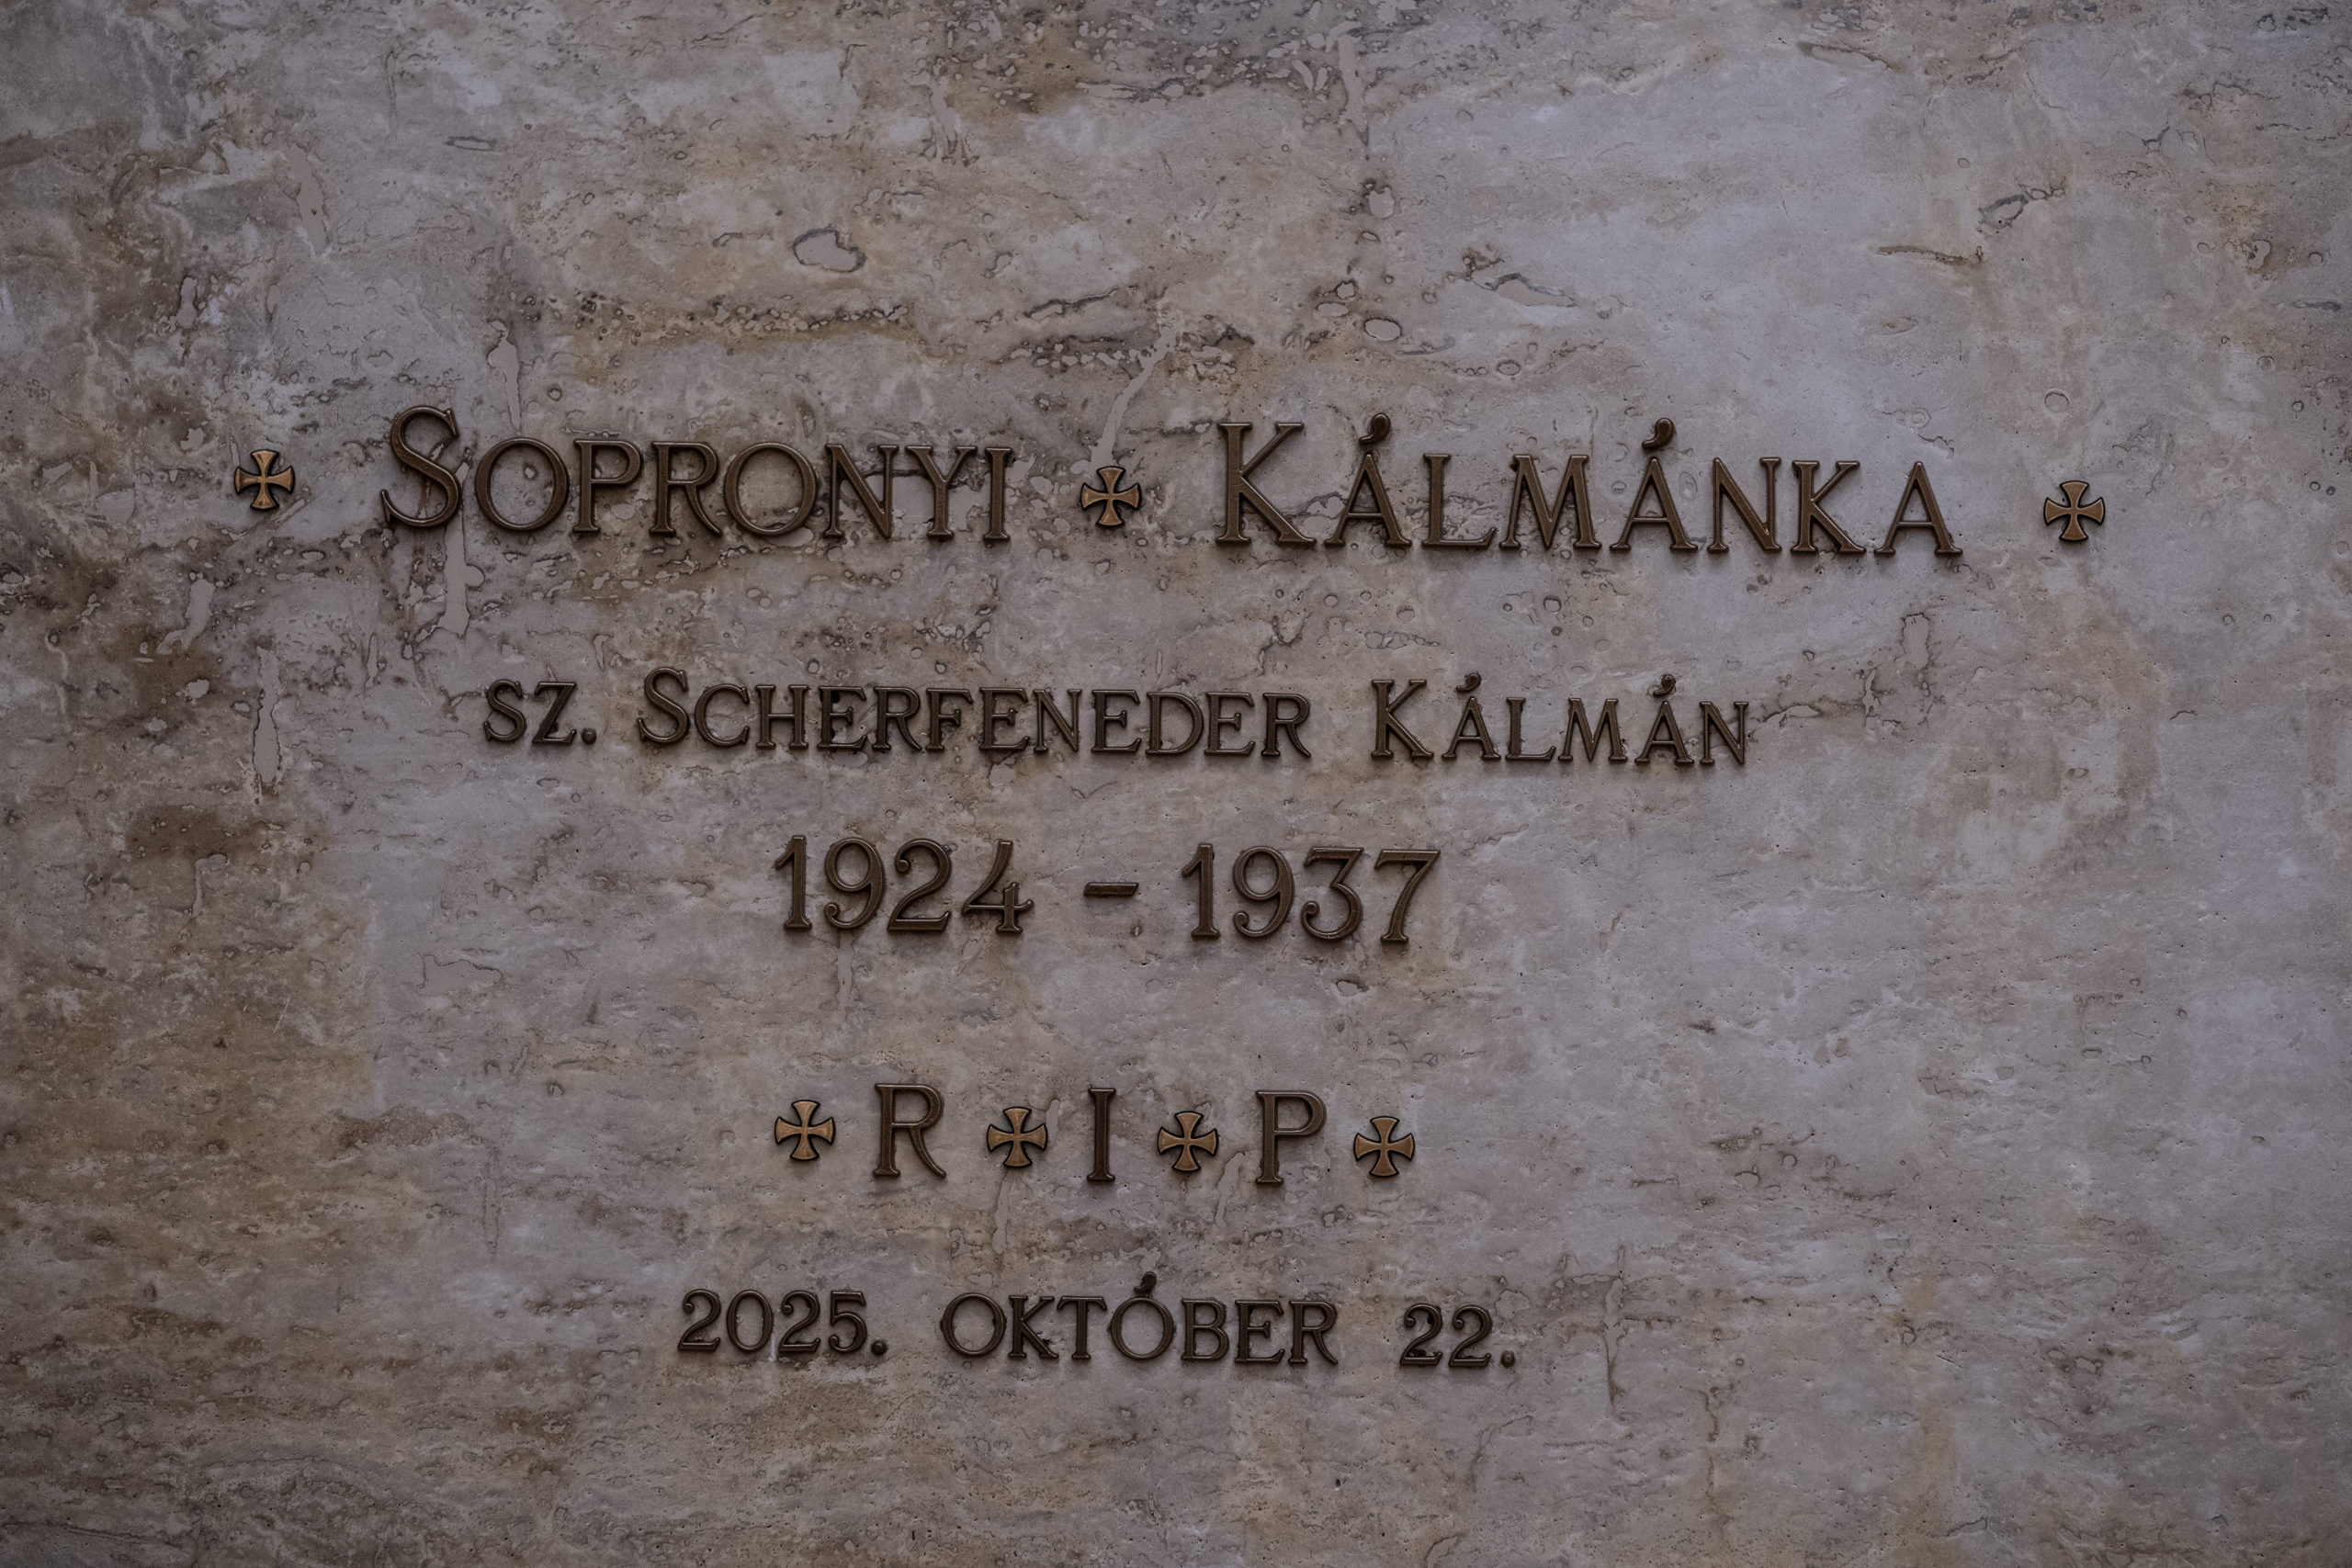 ✠ SOPRONYI ✠ KÁLMÁNKA ✠
SZ. SCHERFENEDER KÁLMÁN
1924 - 1937
✠ R ✠ I ✠ P ✠
2025. OKTÓBER 22.